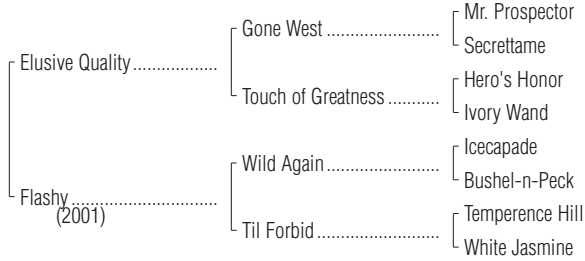 Mr. Prospector
Gone West
Secrettame
Elusive Quality
Hero's Honor
Touch of Greatness
Ivory Wand
Icecapade
Wild Again
Bushel-n-Peck
Flashy
(2001)
Temperence Hill
Til Forbid
White Jasmine